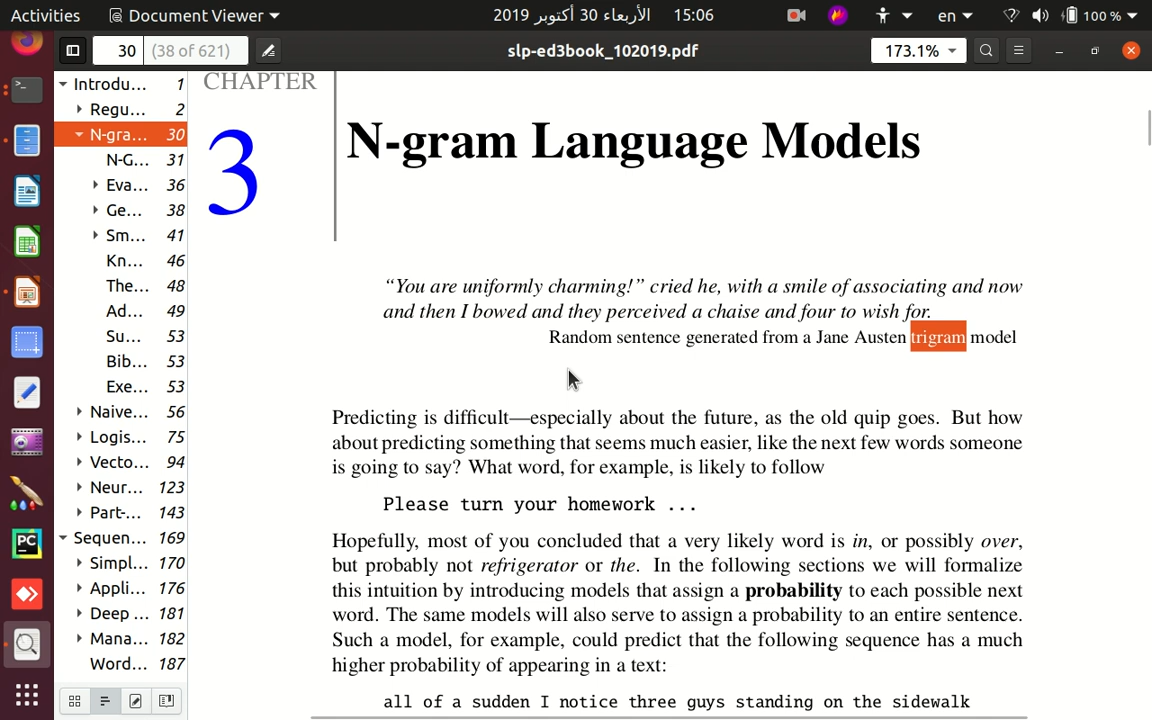 Activities
Document Viewer
الأربعاء 30 أكتوبر 2019 15:06
en
100 %
30 (38 of 621)
slp-ed3book_102019.pdf
173.1%
Introdu... 1
Regu... 2
N-gra... 30
N-G... 31
Eva... 36
Ge... 38
Sm... 41
Kn... 46
The... 48
Ad... 49
Su... 53
Bib... 53
Exe... 53
Naive... 56
Logis... 75
Vecto... 94
Neur... 123
Part-... 143
Sequen... 169
Simpl... 170
Appli... 176
Deep ... 181
Mana... 182
Word... 187
PC
CHAPTER
3
N-gram Language Models
“You are uniformly charming!” cried he, with a smile of associating and now
and then I bowed and they perceived a chaise and four to wish for.
Random sentence generated from a Jane Austen trigram model
Predicting is difficult—especially about the future, as the old quip goes. But how
about predicting something that seems much easier, like the next few words someone
is going to say? What word, for example, is likely to follow
Please turn your homework ...
Hopefully, most of you concluded that a very likely word is in, or possibly over,
but probably not refrigerator or the. In the following sections we will formalize
this intuition by introducing models that assign a probability to each possible next
word. The same models will also serve to assign a probability to an entire sentence.
Such a model, for example, could predict that the following sequence has a much
higher probability of appearing in a text:
all of a sudden I notice three guys standing on the sidewalk